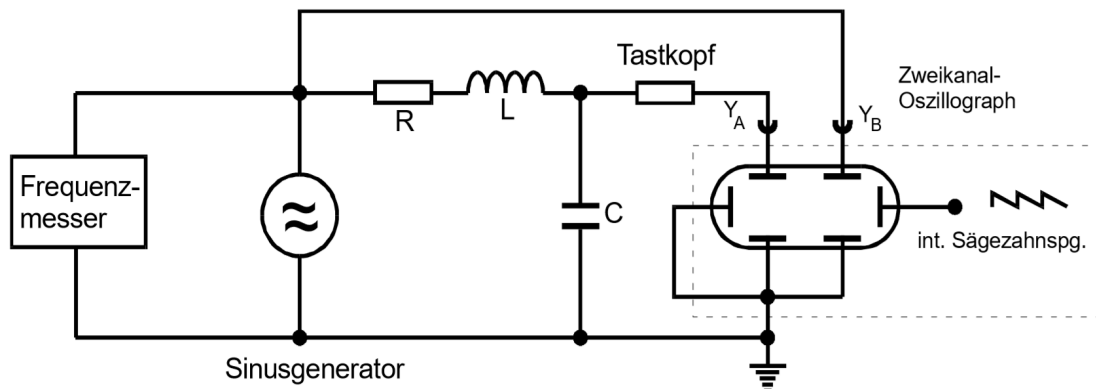 Tastkopf
Zweikanal-
Oszillograph
R
L
Y_A
Y_B
Frequenz-
messer
≈
C
int. Sägezahnspg.
Sinusgenerator